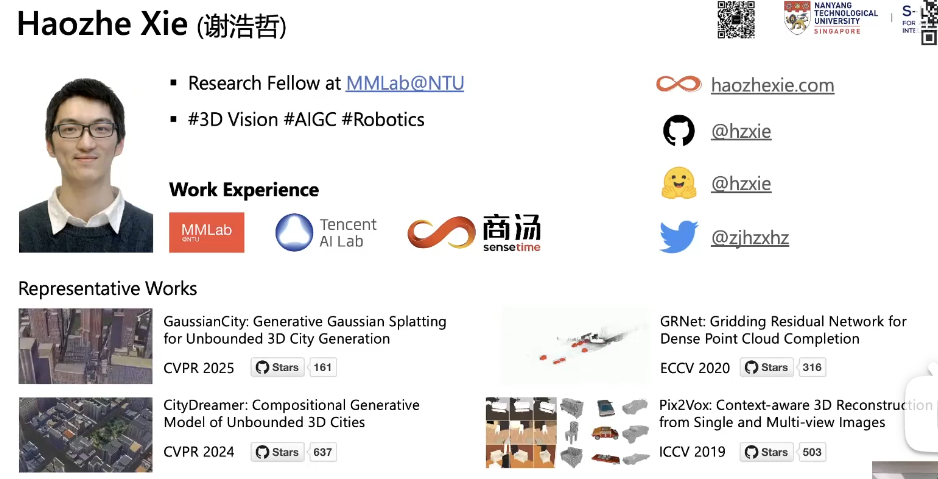 Haozhe Xie (谢浩哲)
NANYANG
TECHNOLOGICAL
UNIVERSITY
SINGAPORE
S-
FOR
INTE
▪ Research Fellow at MMLab@NTU
▪ #3D Vision #AIGC #Robotics
haozhexie.com
@hzxie
@hzxie
@zjhzxhz
Work Experience
MMLab
@NTU
Tencent
AI Lab
商汤
sensetime
Representative Works
GaussianCity: Generative Gaussian Splatting
for Unbounded 3D City Generation
CVPR 2025 Stars 161
GRNet: Gridding Residual Network for
Dense Point Cloud Completion
ECCV 2020 Stars 316
CityDreamer: Compositional Generative
Model of Unbounded 3D Cities
CVPR 2024 Stars 637
Pix2Vox: Context-aware 3D Reconstruction
from Single and Multi-view Images
ICCV 2019 Stars 503